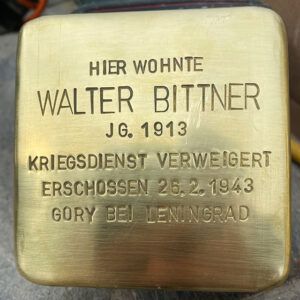 HIER WOHNTE
WALTER BITTNER
JG. 1913
KRIEGSDIENST VERWEIGERT
ERSCHOSSEN 26.2.1943
GORY BEI LENINGRAD